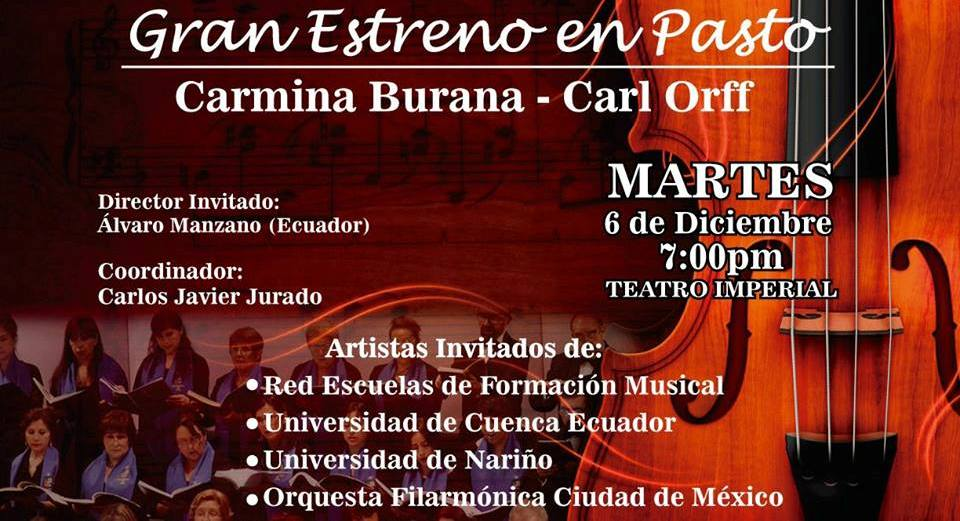 Gran Estreno en Pasto
Carmina Burana - Carl Orff
MARTES
6 de Diciembre
7:00pm
TEATRO IMPERIAL
Director Invitado:
Álvaro Manzano (Ecuador)
Coordinador:
Carlos Javier Jurado
Artistas Invitados de:
• Red Escuelas de Formación Musical
• Universidad de Cuenca Ecuador
• Universidad de Nariño
• Orquesta Filarmónica Ciudad de México